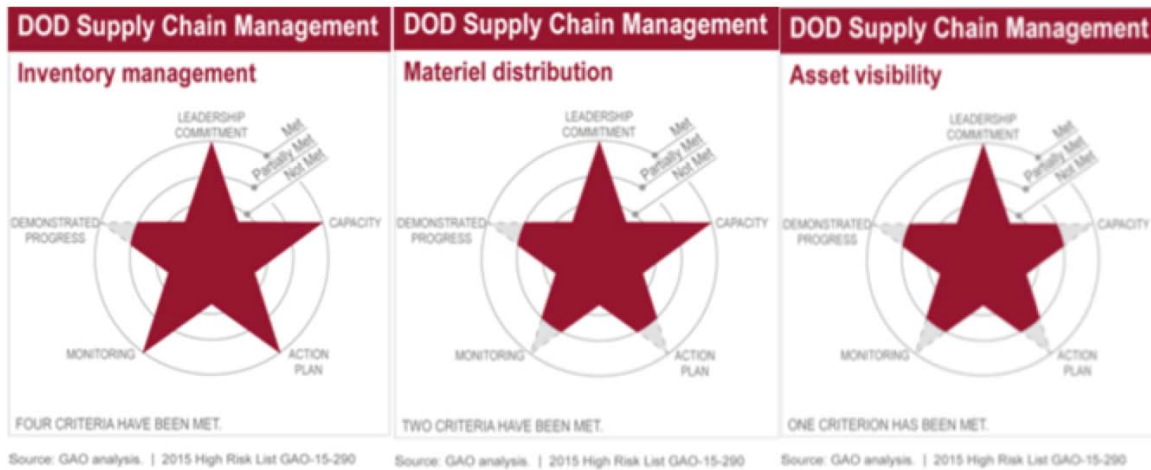 DOD Supply Chain Management
Inventory management
LEADERSHIP
COMMITMENT
Met
Partially Met
Not Met
DEMONSTRATED
PROGRESS
CAPACITY
MONITORING
ACTION
PLAN
FOUR CRITERIA HAVE BEEN MET.
Source: GAO analysis. | 2015 High Risk List GAO-15-290
DOD Supply Chain Management
Materiel distribution
LEADERSHIP
COMMITMENT
Met
Partially Met
Not Met
DEMONSTRATED
PROGRESS
CAPACITY
MONITORING
ACTION
PLAN
TWO CRITERIA HAVE BEEN MET.
Source: GAO analysis. | 2015 High Risk List GAO-15-290
DOD Supply Chain Management
Asset visibility
LEADERSHIP
COMMITMENT
Met
Partially Met
Not Met
DEMONSTRATED
PROGRESS
CAPACITY
MONITORING
ACTION
PLAN
ONE CRITERION HAS BEEN MET.
Source: GAO analysis. | 2015 High Risk List GAO-15-290